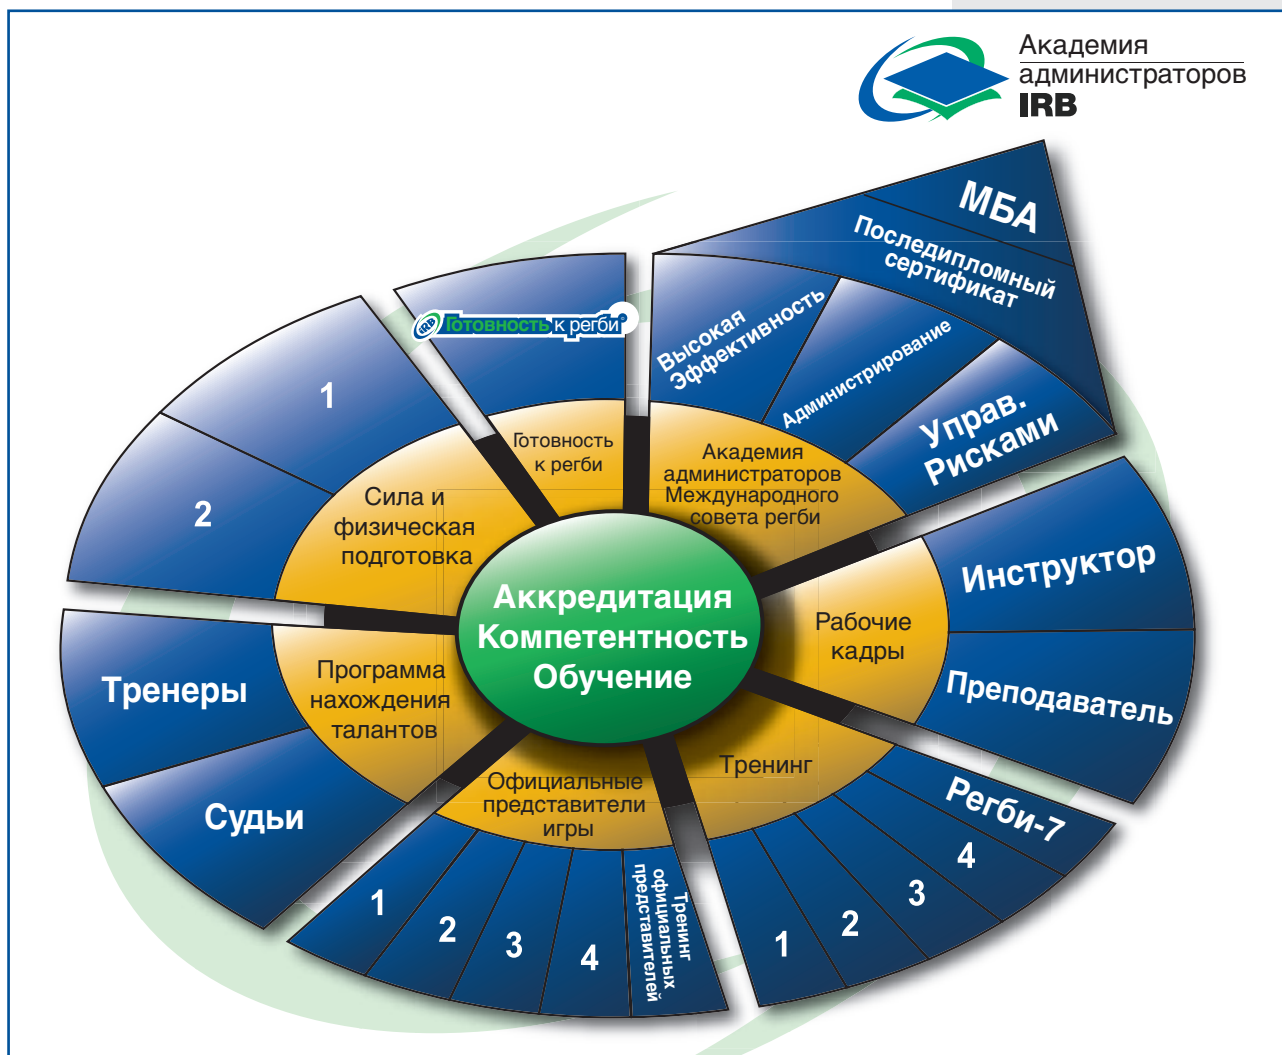 Академия
администраторов
IRB
МБА
Последипломный
сертификат
Высокая
Эффективность
Администрирование
Управ.
Рисками
Академия
администраторов
Международного
совета регби
IRB Готовность к регби
Готовность
к регби
1
2
Сила и
физическая
подготовка
Аккредитация
Компетентность
Обучение
Рабочие
кадры
Инструктор
Преподаватель
Тренеры
Судьи
Программа
нахождения
талантов
Официальные
представители
игры
1
2
3
4
Тренинг
официальных
представителей
Тренинг
1
2
3
4
Регби-7